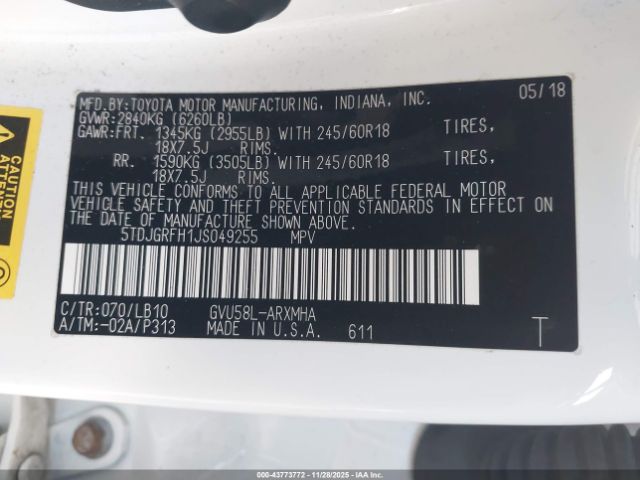 MFD.BY:TOYOTA MOTOR MANUFACTURING, INDIANA, INC. 05/18
GVWR:2840KG (6260LB)
GAWR:FRT. 1345KG (2955LB) WITH 245/60R18 TIRES,
18X7.5J RIMS.
RR. 1590KG (3505LB) WITH 245/60R18 TIRES,
18X7.5J RIMS.
THIS VEHICLE CONFORMS TO ALL APPLICABLE FEDERAL MOTOR
VEHICLE SAFETY AND THEFT PREVENTION STANDARDS IN EFFECT ON
THE DATE OF MANUFACTURE SHOWN ABOVE.
5TDJGRFH1JS049255 MPV
C/TR:070/LB10 GVU58L-ARXMHA
A/TM:-02A/P313 MADE IN U.S.A. 611 T
CAUTION
ATTENTION
000-43773772 | 11/28/2025 - IAA